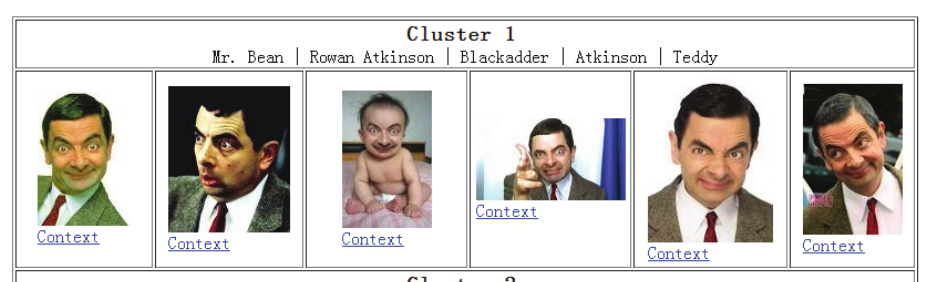 Cluster 1
Mr. Bean | Rowan Atkinson | Blackadder | Atkinson | Teddy
Context
Context
Context
Context
Context
Context